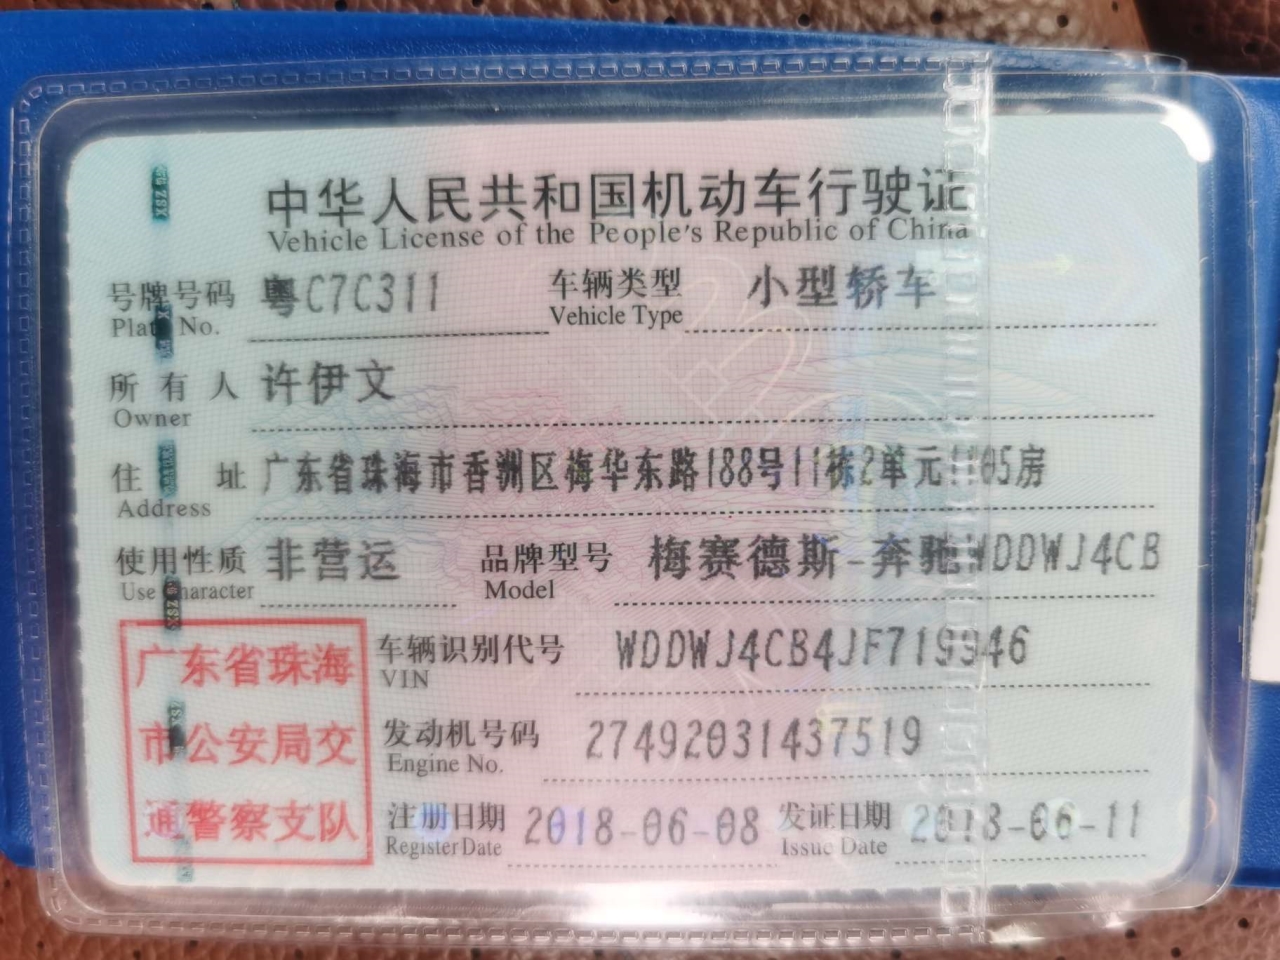 中华人民共和国机动车行驶证
Vehicle License of the People's Republic of China
号牌号码 粤C7C311 车辆类型 小型轿车
Plate No. Vehicle Type
所有人 许伊文
Owner
住址 广东省珠海市香洲区梅华东路188号11栋2单元1105房
Address
使用性质 非营运 品牌型号 梅赛德斯-奔驰WDDWJ4CB
Use Character Model
广东省珠海
市公安局交
通警察支队
车辆识别代号 WDDWJ4CB4JF719946
VIN
发动机号码 27492031437519
Engine No.
注册日期 2018-06-08 发证日期 2018-06-11
Register Date Issue Date